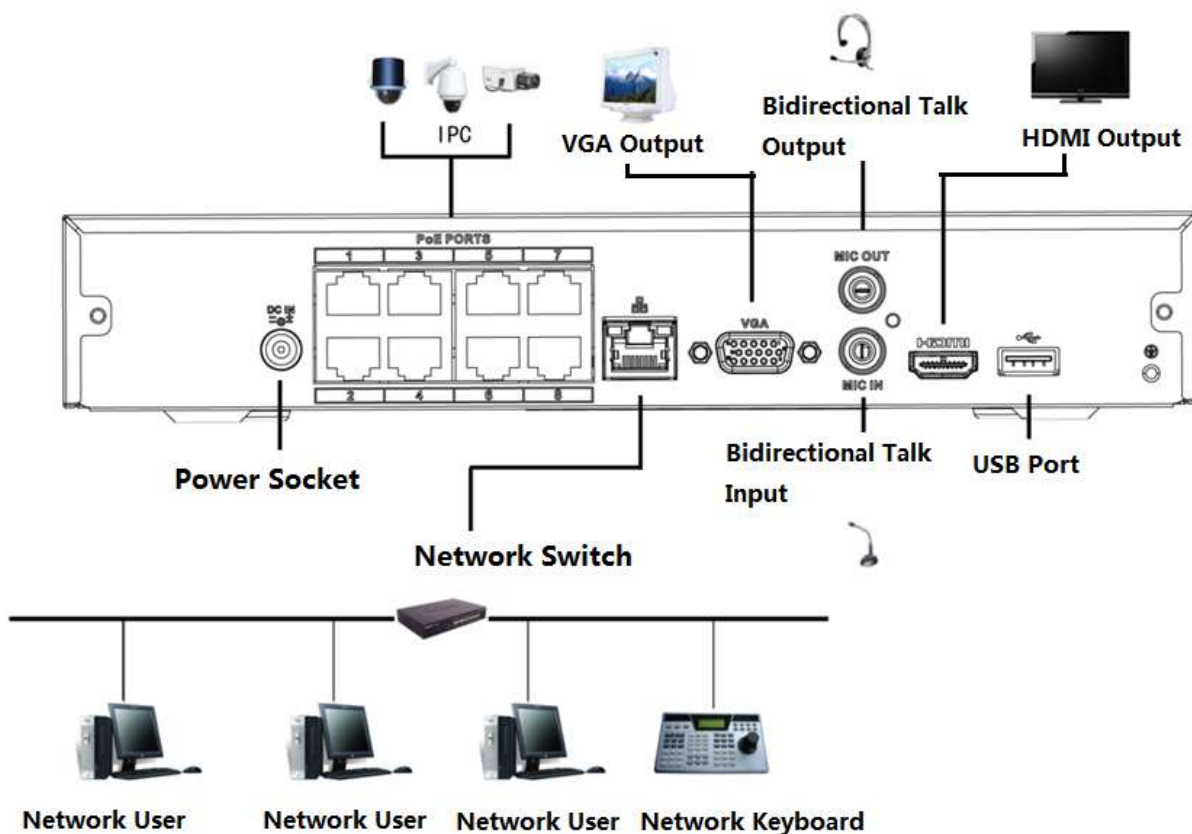 IPC
VGA Output
Bidirectional Talk
Output
HDMI Output
PoE PORTS
1 3 5 7
DC IN
VGA
MIC OUT
MIC IN
HDMI
2 4 6 8
Power Socket
Network Switch
Bidirectional Talk
Input
USB Port
Network User
Network User
Network User
Network Keyboard